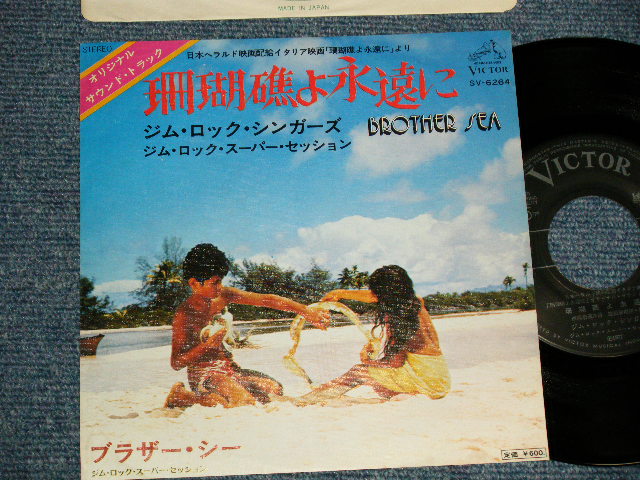 MADE IN JAPAN
STEREO
オリジナル
サウンド・トラック
日本ヘラルド映画配給イタリア映画「珊瑚礁よ永遠に」より
珊瑚礁よ永遠に
ジム・ロック・シンガーズ
BROTHER SEA
ジム・ロック・スーパー・セッション
VICTOR
SV-6264
VICTOR
ブラザー・シー
ジム・ロック・スーパー・セッション
定価 ¥600